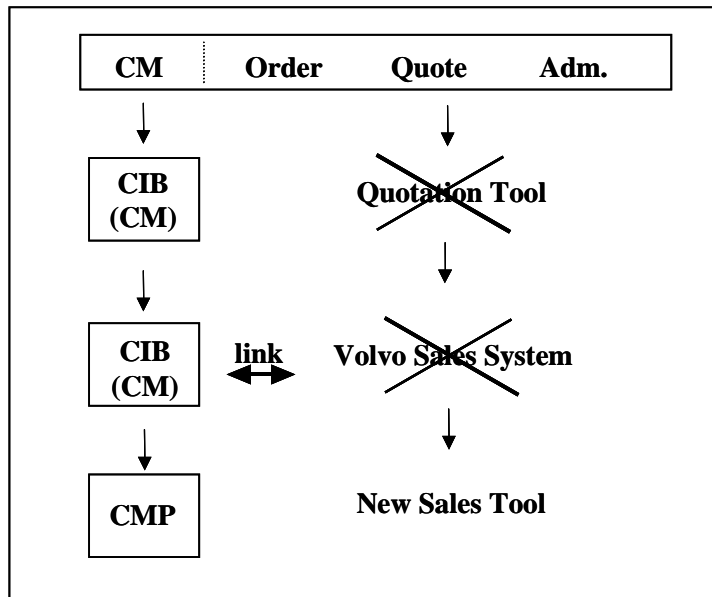 CM Order Quote Adm.
CIB
(CM)
Quotation Tool
CIB
(CM)
link
Volvo Sales System
CMP
New Sales Tool